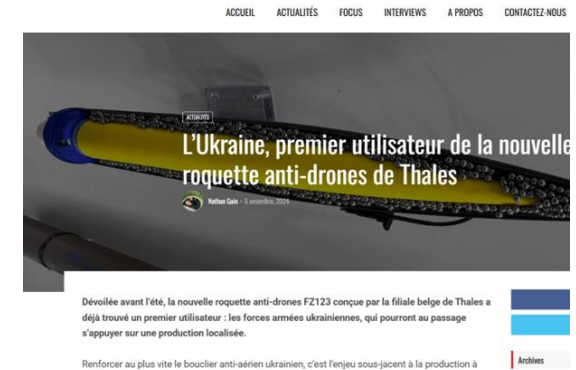 ACCUEIL ACTUALITÉS FOCUS INTERVIEWS A PROPOS CONTACTEZ-NOUS
ACTUALITÉS
L'Ukraine, premier utilisateur de la nouvelle
roquette anti-drones de Thales
Nathan Gain - 6 novembre, 2024
Dévoilée avant l'été, la nouvelle roquette anti-drones FZ123 conçue par la filiale belge de Thales a
déjà trouvé un premier utilisateur : les forces armées ukrainiennes, qui pourront au passage
s'appuyer sur une production localisée.
Archives
Renforcer au plus vite le bouclier anti-aérien ukrainien, c'est l'enjeu sous-jacent à la production à